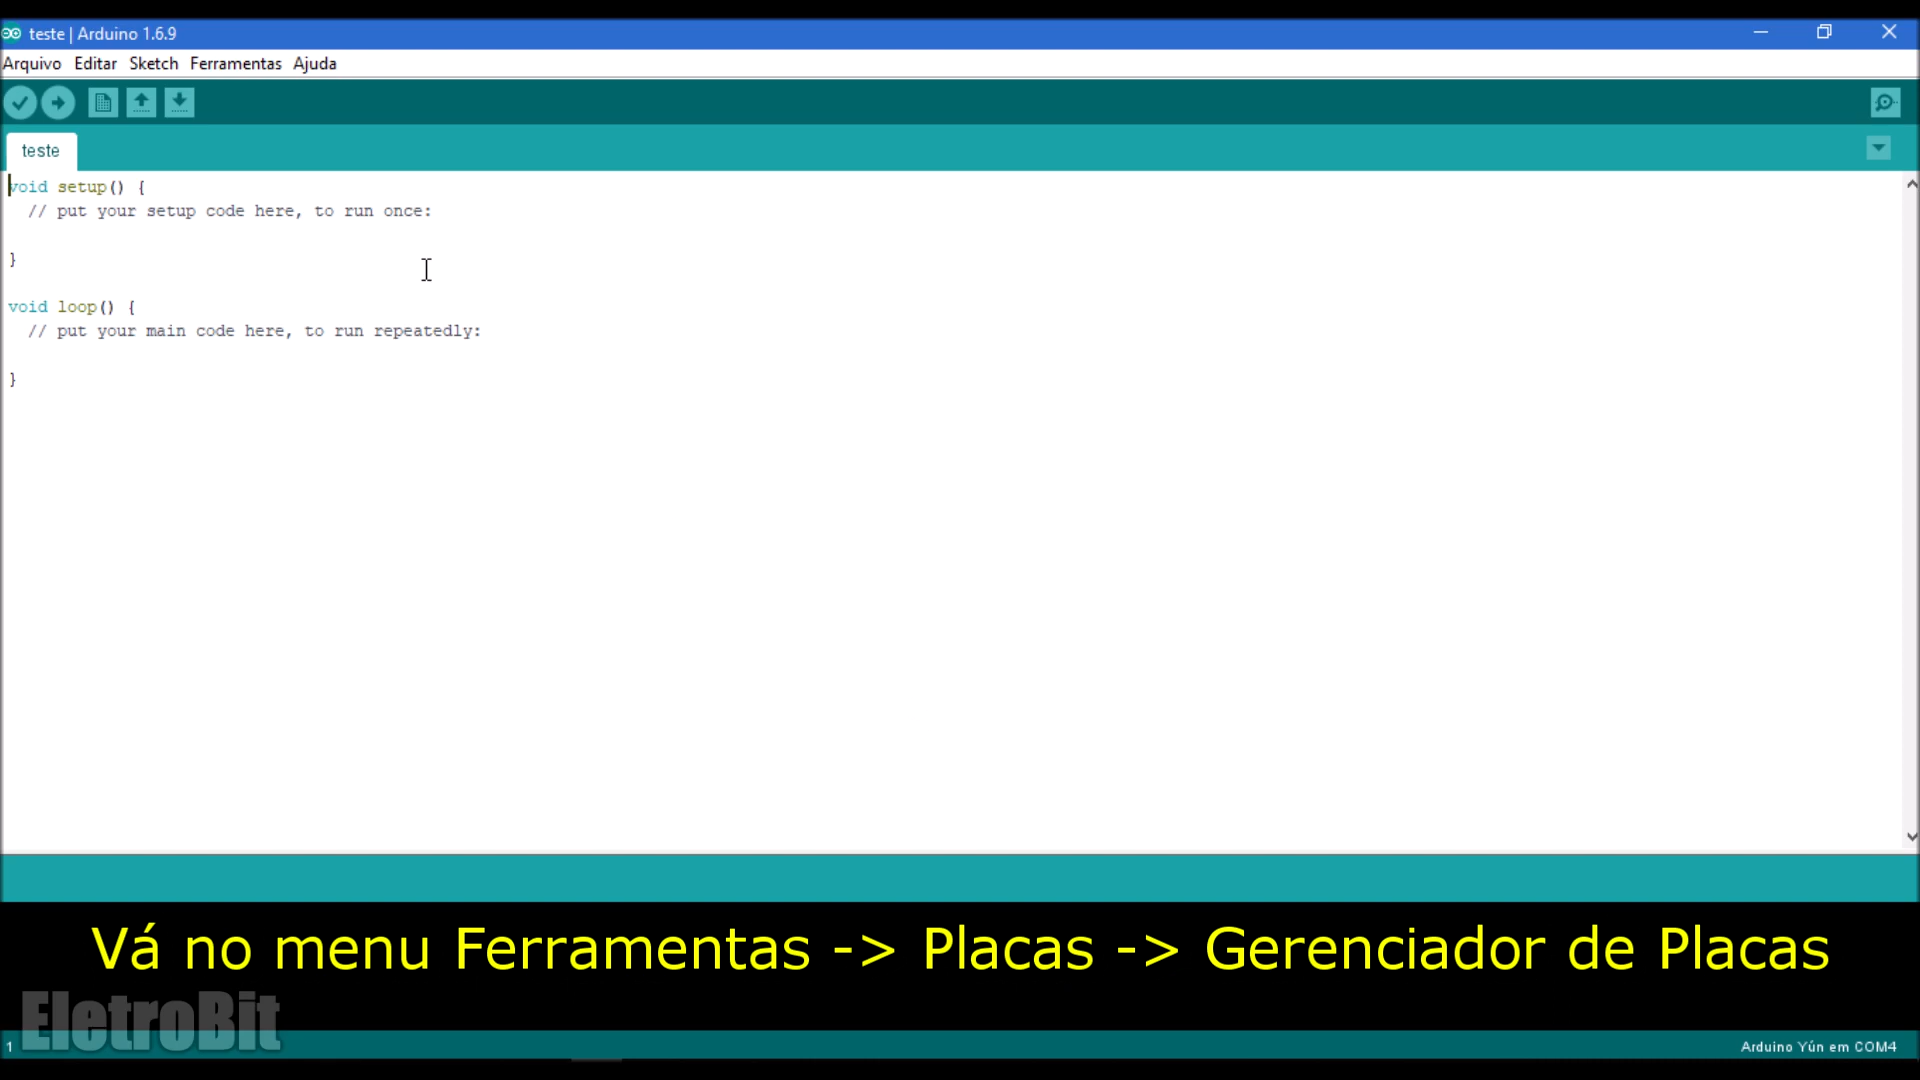 teste | Arduino 1.6.9
Arquivo Editar Sketch Ferramentas Ajuda
teste
void setup() {
// put your setup code here, to run once:
}
void loop() {
// put your main code here, to run repeatedly:
}
Vá no menu Ferramentas -> Placas -> Gerenciador de Placas
EletroBit
1
Arduino Yún em COM4